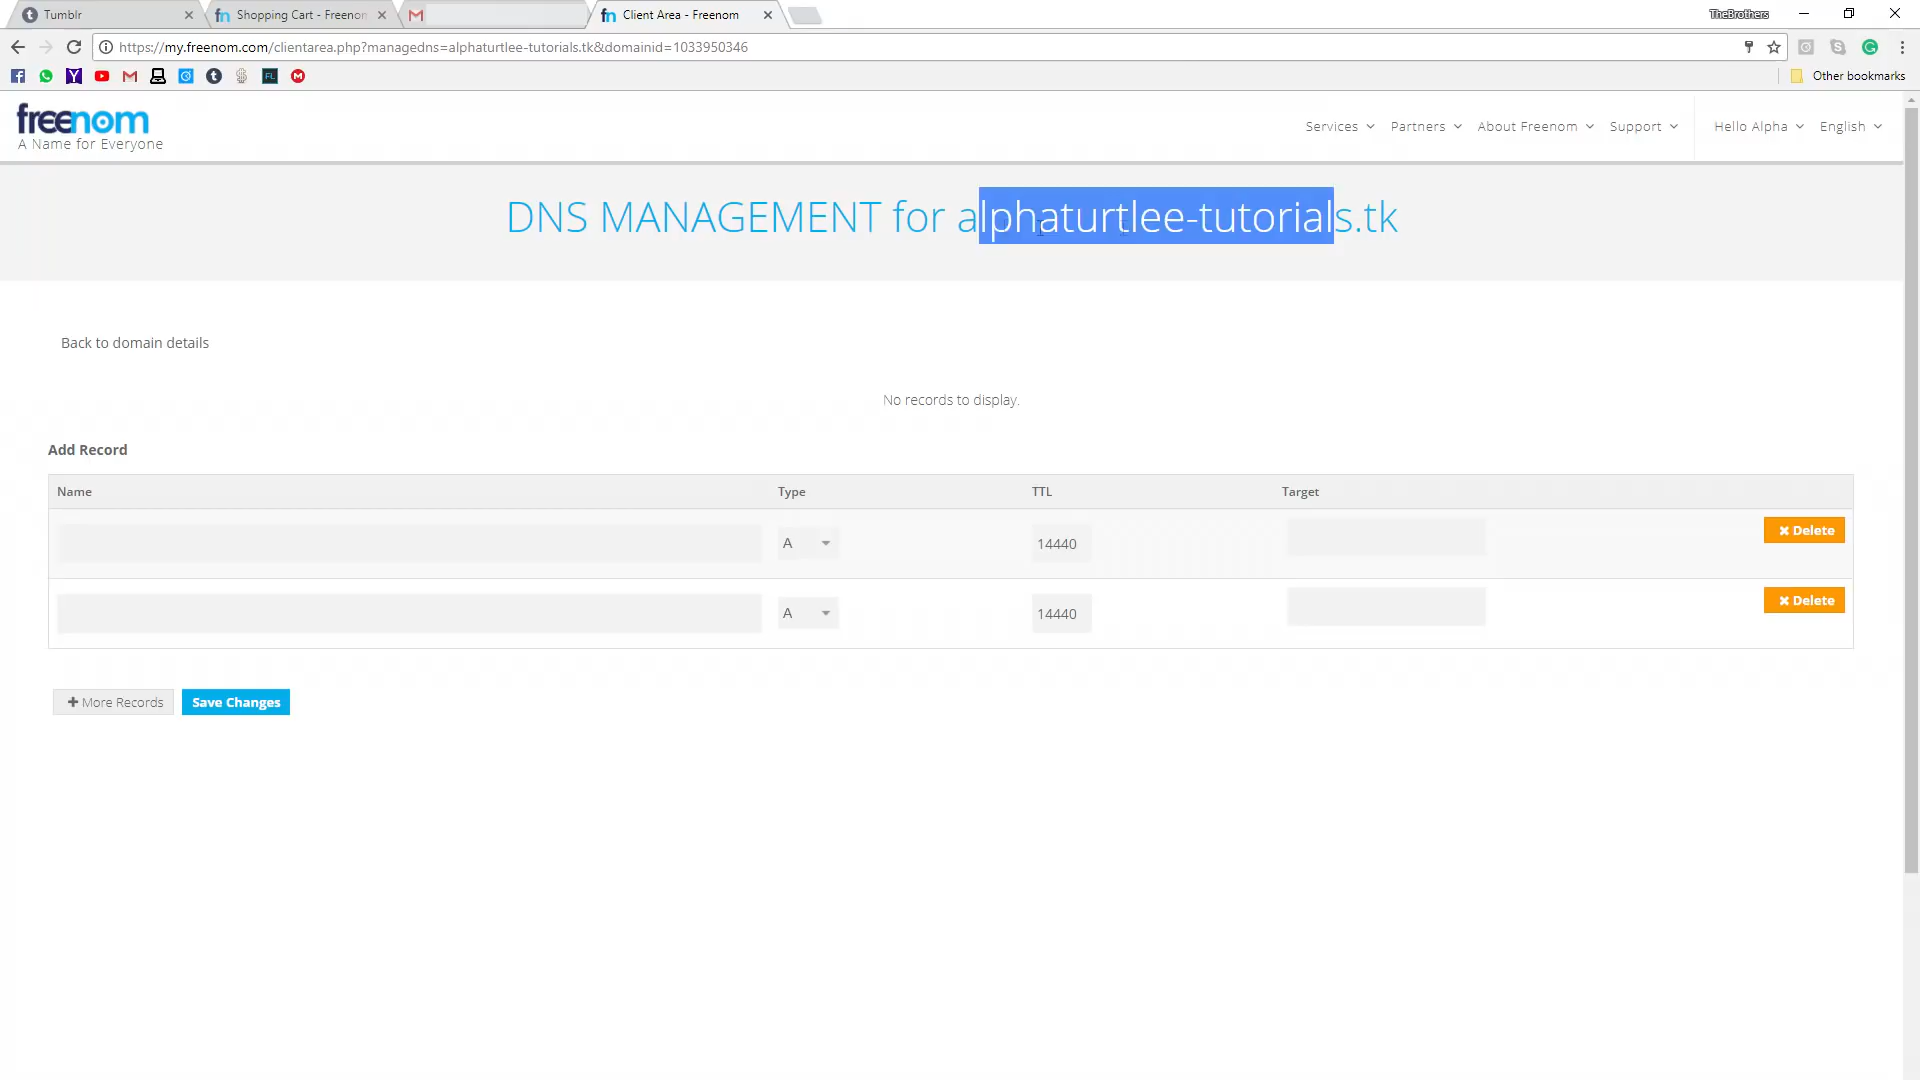 Tumblr
Shopping Cart - Freenom
Client Area - Freenom
TheBrothers
https://my.freenom.com/clientarea.php?managedns=alphaturtlee-tutorials.tk&domainid=1033950346
Other bookmarks
freenom
A Name for Everyone
Services
Partners
About Freenom
Support
Hello Alpha
English
DNS MANAGEMENT for alphaturtlee-tutorials.tk
Back to domain details
No records to display.
Add Record
Name Type TTL Target
A 14440 Delete
A 14440 Delete
More Records Save Changes